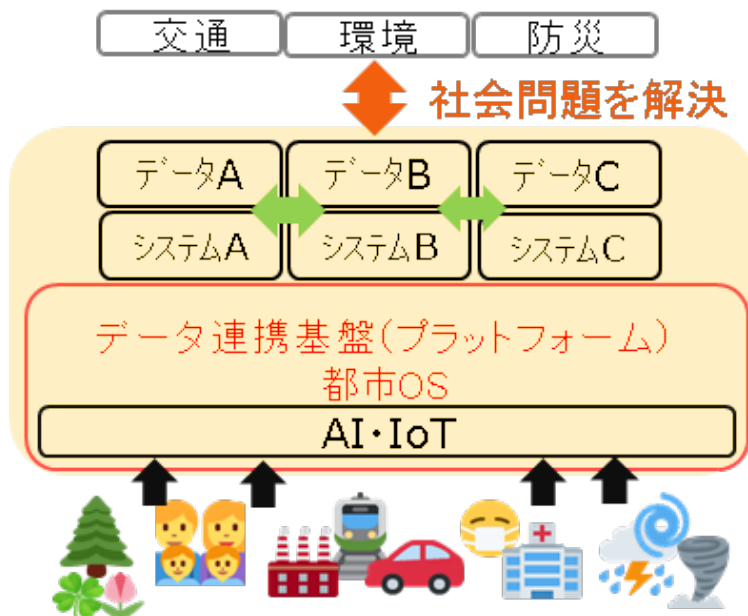 交通 環境 防災
社会問題を解決
データA データB データC
システムA システムB システムC
データ連携基盤(プラットフォーム)
都市OS
AI・IoT